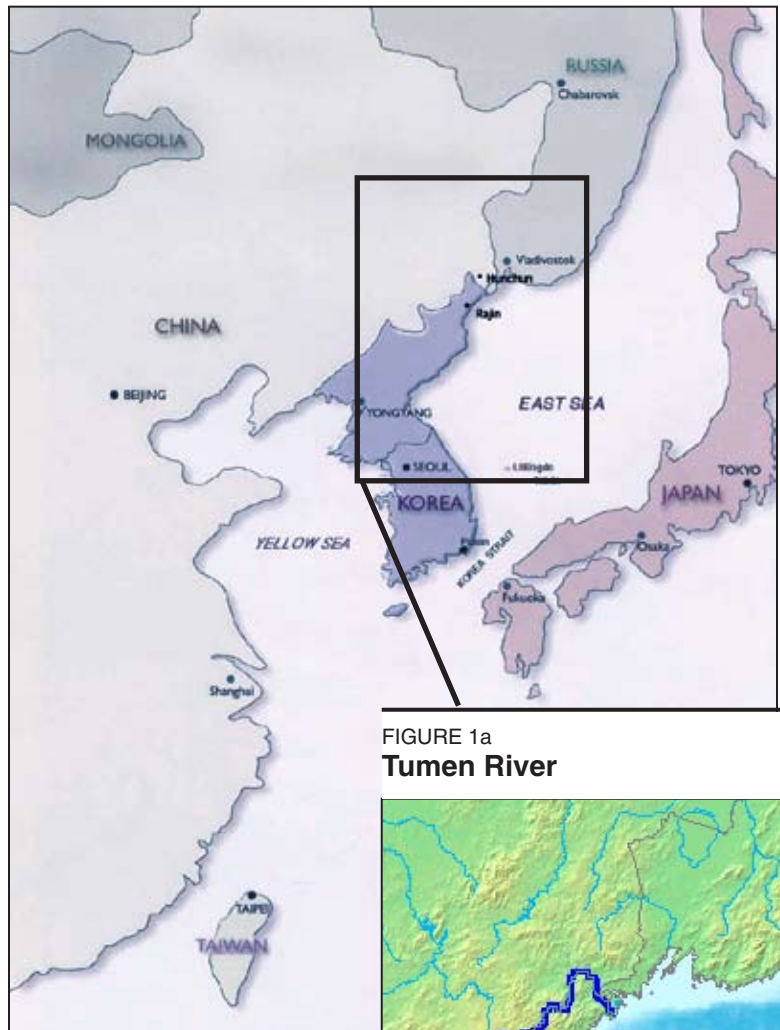 RUSSIA
Chabarovsk
MONGOLIA
Vladivostok
Hunchun
Rajin
CHINA
BEIJING
YONGYANG
EAST SEA
SEOUL
TOKYO
KOREA
JAPAN
YELLOW SEA
KOREA STRAIT
Osaka
Fukuoka
Shanghai
FIGURE 1a
Tumen River
TAIPEI
TAIWAN